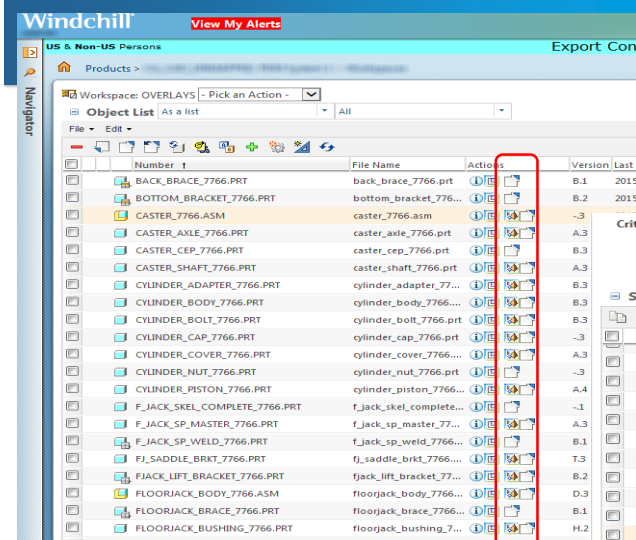 Windchill
View My Alerts
US & Non-US Persons
Export Con
Products >
Navigator
Workspace: OVERLAYS - Pick an Action -
Object List As a list All
File Edit
Number File Name Actions Version Last
BACK_BRACE_7766.PRT back_brace_7766.prt B.1 2015
BOTTOM_BRACKET_7766.PRT bottom_bracket_776... B.2 2015
CASTER_7766.ASM caster_7766.asm -.3
Crit
CASTER_AXLE_7766.PRT caster_axle_7766.prt A.3
CASTER_CEP_7766.PRT caster_cep_7766.prt B.3
CASTER_SHAFT_7766.PRT caster_shaft_7766.prt A.3
CYLINDER_ADAPTER_7766.PRT cylinder_adapter_77... B.3
CYLINDER_BODY_7766.PRT cylinder_body_7766.... B.3
S
CYLINDER_BOLT_7766.PRT cylinder_bolt_7766.prt B.3
CYLINDER_CAP_7766.PRT cylinder_cap_7766.prt -.3
CYLINDER_COVER_7766.PRT cylinder_cover_7766.... A.3
CYLINDER_NUT_7766.PRT cylinder_nut_7766.prt -.3
CYLINDER_PISTON_7766.PRT cylinder_piston_7766... A.4
F_JACK_SKEL_COMPLETE_7766.PRT f_jack_skel_complete... -.1
F_JACK_SP_MASTER_7766.PRT f_jack_sp_master_77... A.3
F_JACK_SP_WELD_7766.PRT f_jack_sp_weld_7766... B.1
FJ_SADDLE_BRKT_7766.PRT fj_saddle_brkt_7766.... T.3
FJACK_LIFT_BRACKET_7766.PRT fjack_lift_bracket_77... B.2
FLOORJACK_BODY_7766.ASM floorjack_body_7766... D.3
FLOORJACK_BRACE_7766.PRT floorjack_brace_7766... B.1
FLOORJACK_BUSHING_7766.PRT floorjack_bushing_7... H.2